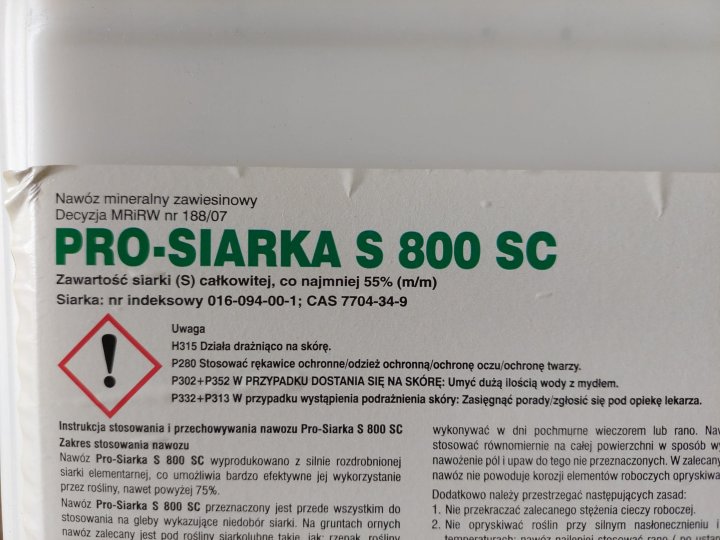 Nawóz mineralny zawiesinowy
Decyzja MRiRW nr 188/07
PRO-SIARKA S 800 SC
Zawartość siarki (S) całkowitej, co najmniej 55% (m/m)
Siarka: nr indeksowy 016-094-00-1; CAS 7704-34-9
Uwaga
H315 Działa drażniąco na skórę.
P280 Stosować rękawice ochronne/odzież ochronną/ochronę oczu/ochronę twarzy.
P302+P352 W PRZYPADKU DOSTANIA SIĘ NA SKÓRĘ: Umyć dużą ilością wody z mydłem.
P332+P313 W przypadku wystąpienia podrażnienia skóry: Zasięgnąć porady/zgłosić się pod opiekę lekarza.
Instrukcja stosowania i przechowywania nawozu Pro-Siarka S 800 SC
Zakres stosowania nawozu
Nawóz Pro-Siarka S 800 SC wyprodukowano z silnie rozdrobnionej
siarki elementarnej, co umożliwia bardzo efektywne jej wykorzystanie
przez rośliny, nawet powyżej 75%.
Nawóz Pro-Siarka S 800 SC przeznaczony jest przede wszystkim do
stosowania na gleby wykazujące niedobór siarki. Na gruntach ornych
nawóz zalecany jest pod rośliny siarkolubne takie, jak: rzepak, rośliny
wykonywać w dni pochmurne wieczorem lub rano.
stosować równomiernie na całej powierzchni w sposób
nawożenie pól i upraw do tego nie przeznaczonych. W
nawóz nie powoduje korozji elementów roboczych
Dodatkowo należy przestrzegać następujących zasad:
1. Nie przekraczać zalecanego stężenia cieczy roboczej.
2. Nie opryskiwać roślin przy silnym nasłonecznieniu i
temperaturach: nawóz najlepiej stosować rano